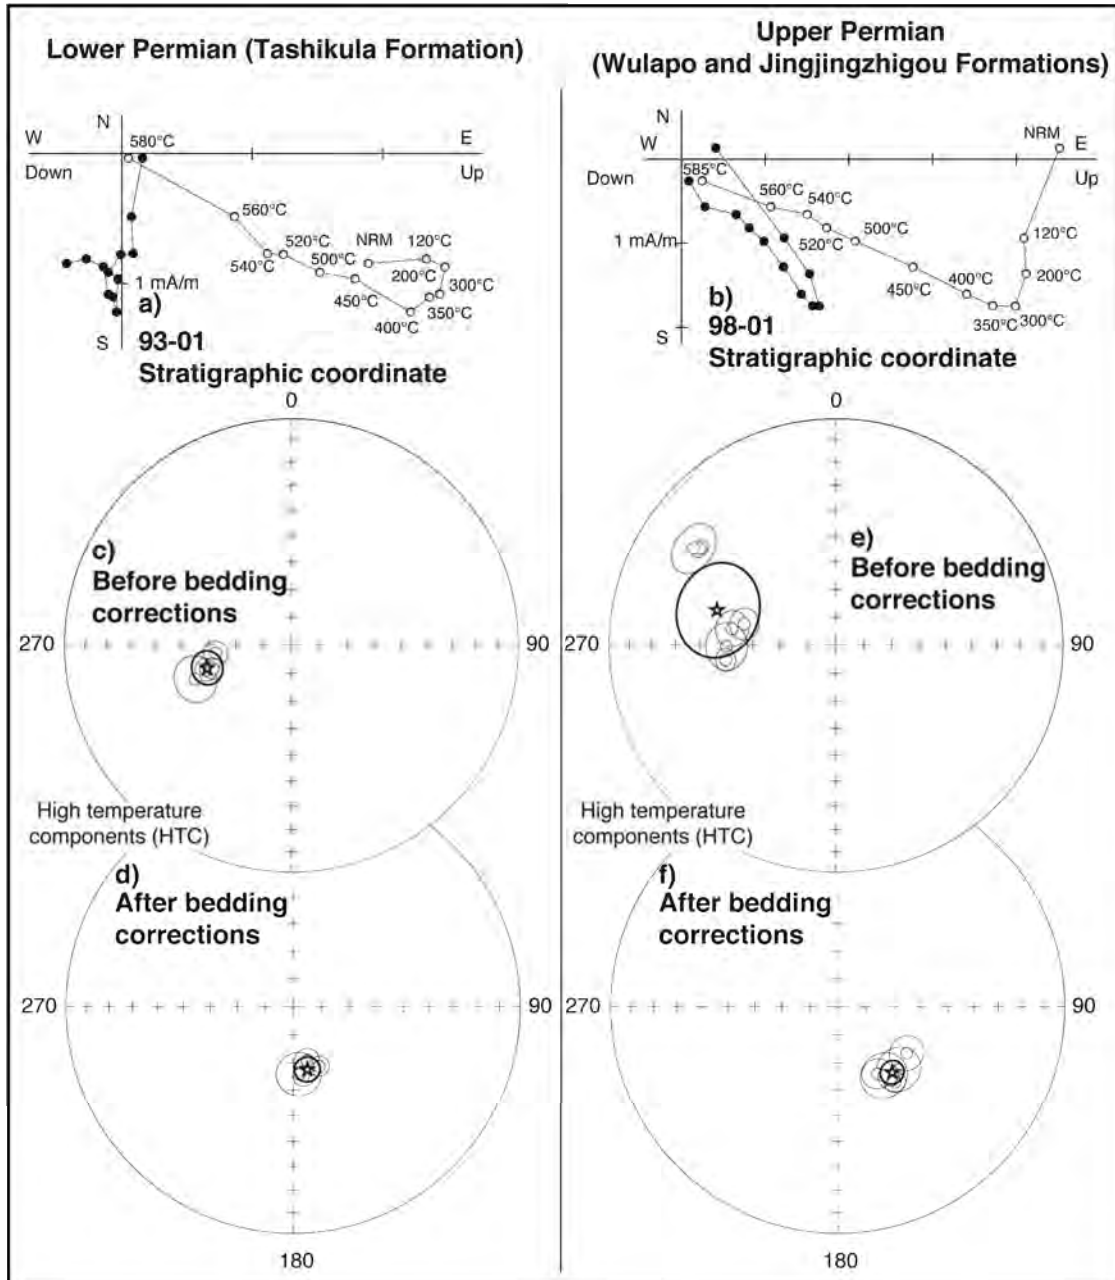 Lower Permian (Tashikula Formation)
Upper Permian
(Wulapo and Jingjingzhigou Formations)
N
W
580°C
E
Down
Up
560°C
520°C
NRM
120°C
540°C
500°C
200°C
300°C
1 mA/m
450°C
350°C
400°C
a)
S
93-01
Stratigraphic coordinate
N
NRM
W
E
Down
585°C
Up
560°C
540°C
500°C
120°C
1 mA/m
520°C
200°C
450°C
400°C
b)
350°C
300°C
S
98-01
Stratigraphic coordinate
0
c)
Before bedding
corrections
270
90
High temperature
components (HTC)
0
e)
Before bedding
corrections
270
90
High temperature
components (HTC)
d)
After bedding
corrections
270
90
180
f)
After bedding
corrections
270
90
180